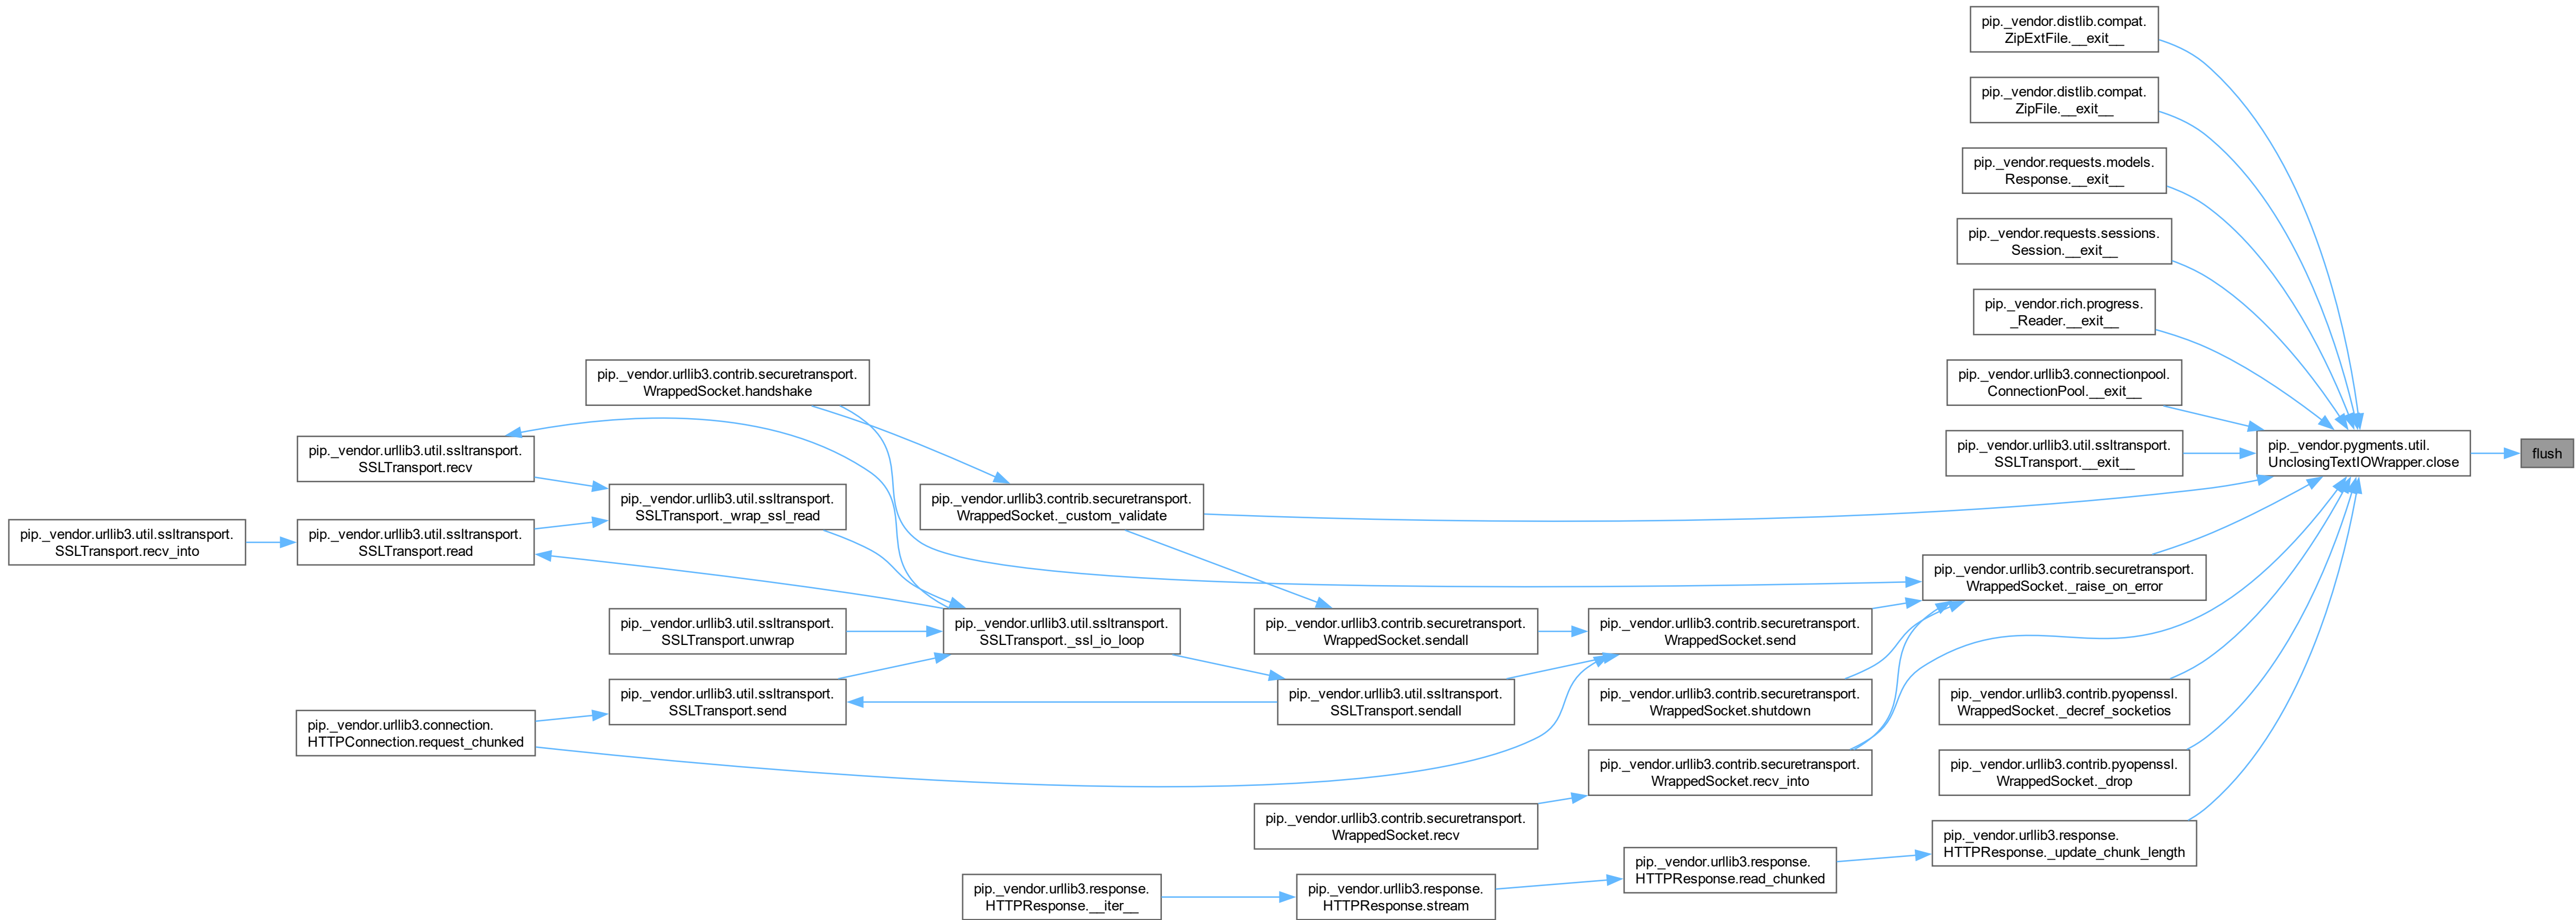 pip._vendor.distlib.compat.
ZipExtFile.__exit__
pip._vendor.distlib.compat.
ZipFile.__exit__
pip._vendor.requests.models.
Response.__exit__
pip._vendor.requests.sessions.
Session.__exit__
pip._vendor.rich.progress.
_Reader.__exit__
pip._vendor.urllib3.connectionpool.
ConnectionPool.__exit__
pip._vendor.urllib3.util.ssltransport.
SSLTransport.__exit__
pip._vendor.pygments.util.
UnclosingTextIOWrapper.close
flush
pip._vendor.urllib3.contrib.securetransport.
WrappedSocket.handshake
pip._vendor.urllib3.util.ssltransport.
SSLTransport.recv
pip._vendor.urllib3.util.ssltransport.
SSLTransport._wrap_ssl_read
pip._vendor.urllib3.contrib.securetransport.
WrappedSocket._custom_validate
pip._vendor.urllib3.util.ssltransport.
SSLTransport.recv_into
pip._vendor.urllib3.util.ssltransport.
SSLTransport.read
pip._vendor.urllib3.contrib.securetransport.
WrappedSocket._raise_on_error
pip._vendor.urllib3.util.ssltransport.
SSLTransport.unwrap
pip._vendor.urllib3.util.ssltransport.
SSLTransport._ssl_io_loop
pip._vendor.urllib3.contrib.securetransport.
WrappedSocket.sendall
pip._vendor.urllib3.contrib.securetransport.
WrappedSocket.send
pip._vendor.urllib3.util.ssltransport.
SSLTransport.send
pip._vendor.urllib3.util.ssltransport.
SSLTransport.sendall
pip._vendor.urllib3.contrib.securetransport.
WrappedSocket.shutdown
pip._vendor.urllib3.contrib.pyopenssl.
WrappedSocket._decref_socketios
pip._vendor.urllib3.connection.
HTTPConnection.request_chunked
pip._vendor.urllib3.contrib.securetransport.
WrappedSocket.recv_into
pip._vendor.urllib3.contrib.pyopenssl.
WrappedSocket._drop
pip._vendor.urllib3.contrib.securetransport.
WrappedSocket.recv
pip._vendor.urllib3.response.
HTTPResponse._update_chunk_length
pip._vendor.urllib3.response.
HTTPResponse.read_chunked
pip._vendor.urllib3.response.
HTTPResponse.stream
pip._vendor.urllib3.response.
HTTPResponse.__iter__